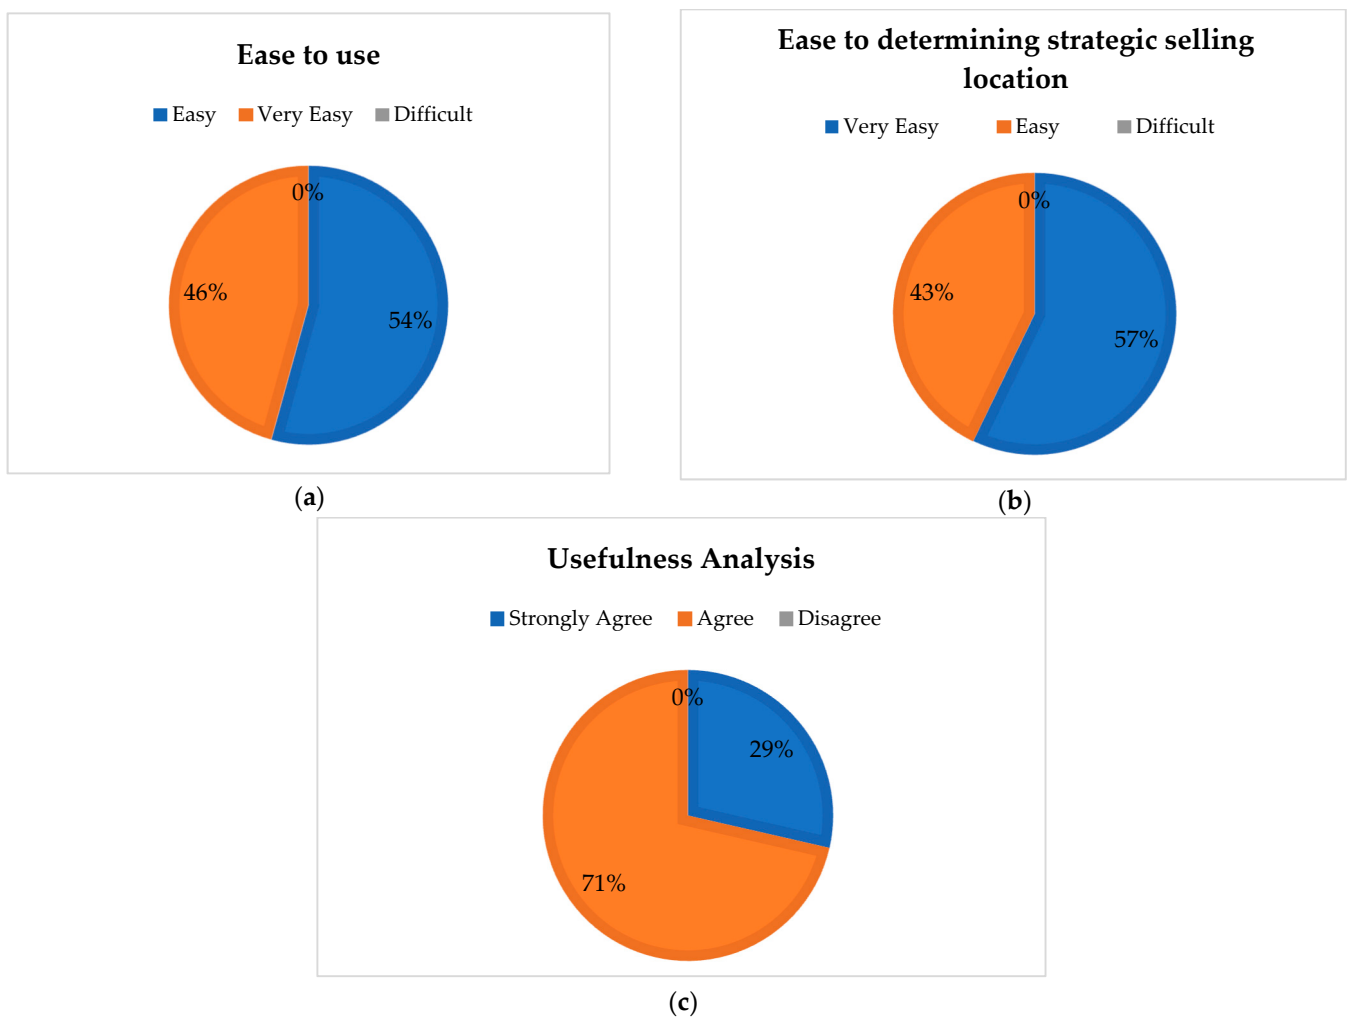 Ease to use
Easy Very Easy Difficult
0%
46%
54%
(a)
Ease to determining strategic selling
location
Very Easy Easy Difficult
0%
43%
57%
(b)
Usefulness Analysis
Strongly Agree Agree Disagree
0%
29%
71%
(c)